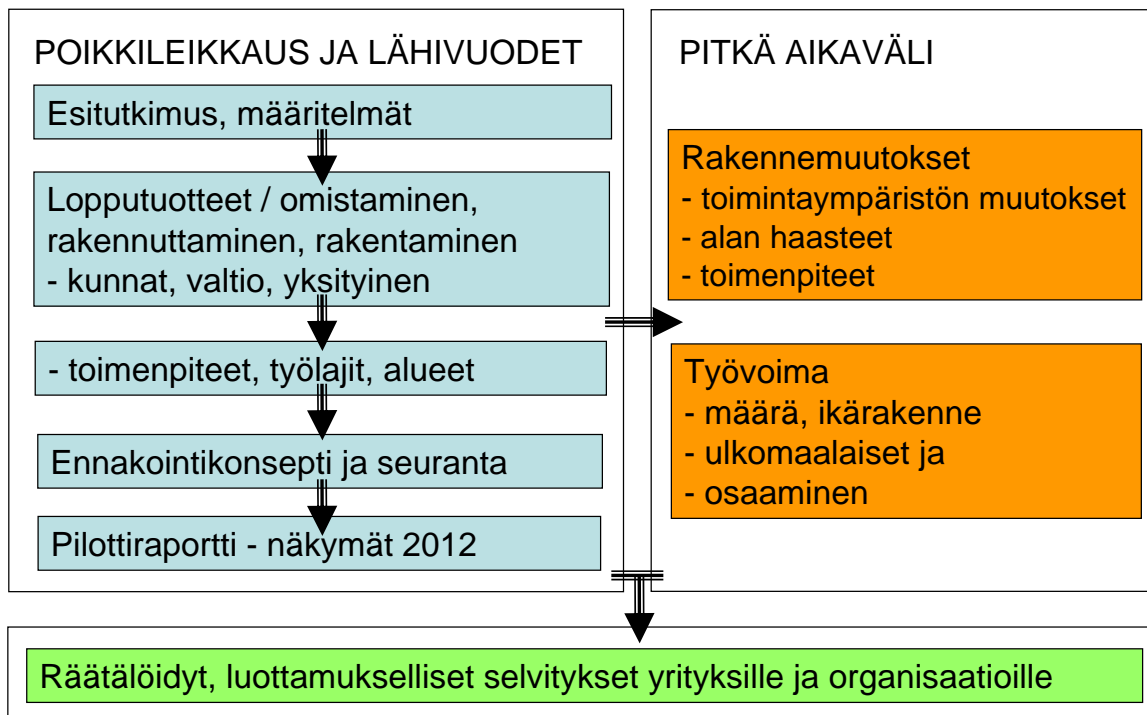 POIKKILEIKKAUS JA LÄHIVUODET
Esitutkimus, määritelmät
Lopputuotteet / omistaminen,
rakennuttaminen, rakentaminen
- kunnat, valtio, yksityinen
- toimenpiteet, työlajit, alueet
Ennakointikonsepti ja seuranta
Pilottiraportti - näkymät 2012
PITKÄ AIKAVÄLI
Rakennemuutokset
- toimintaympäristön muutokset
- alan haasteet
- toimenpiteet
Työvoima
- määrä, ikärakenne
- ulkomaalaiset ja
- osaaminen
Räätälöidyt, luottamukselliset selvitykset yrityksille ja organisaatioille